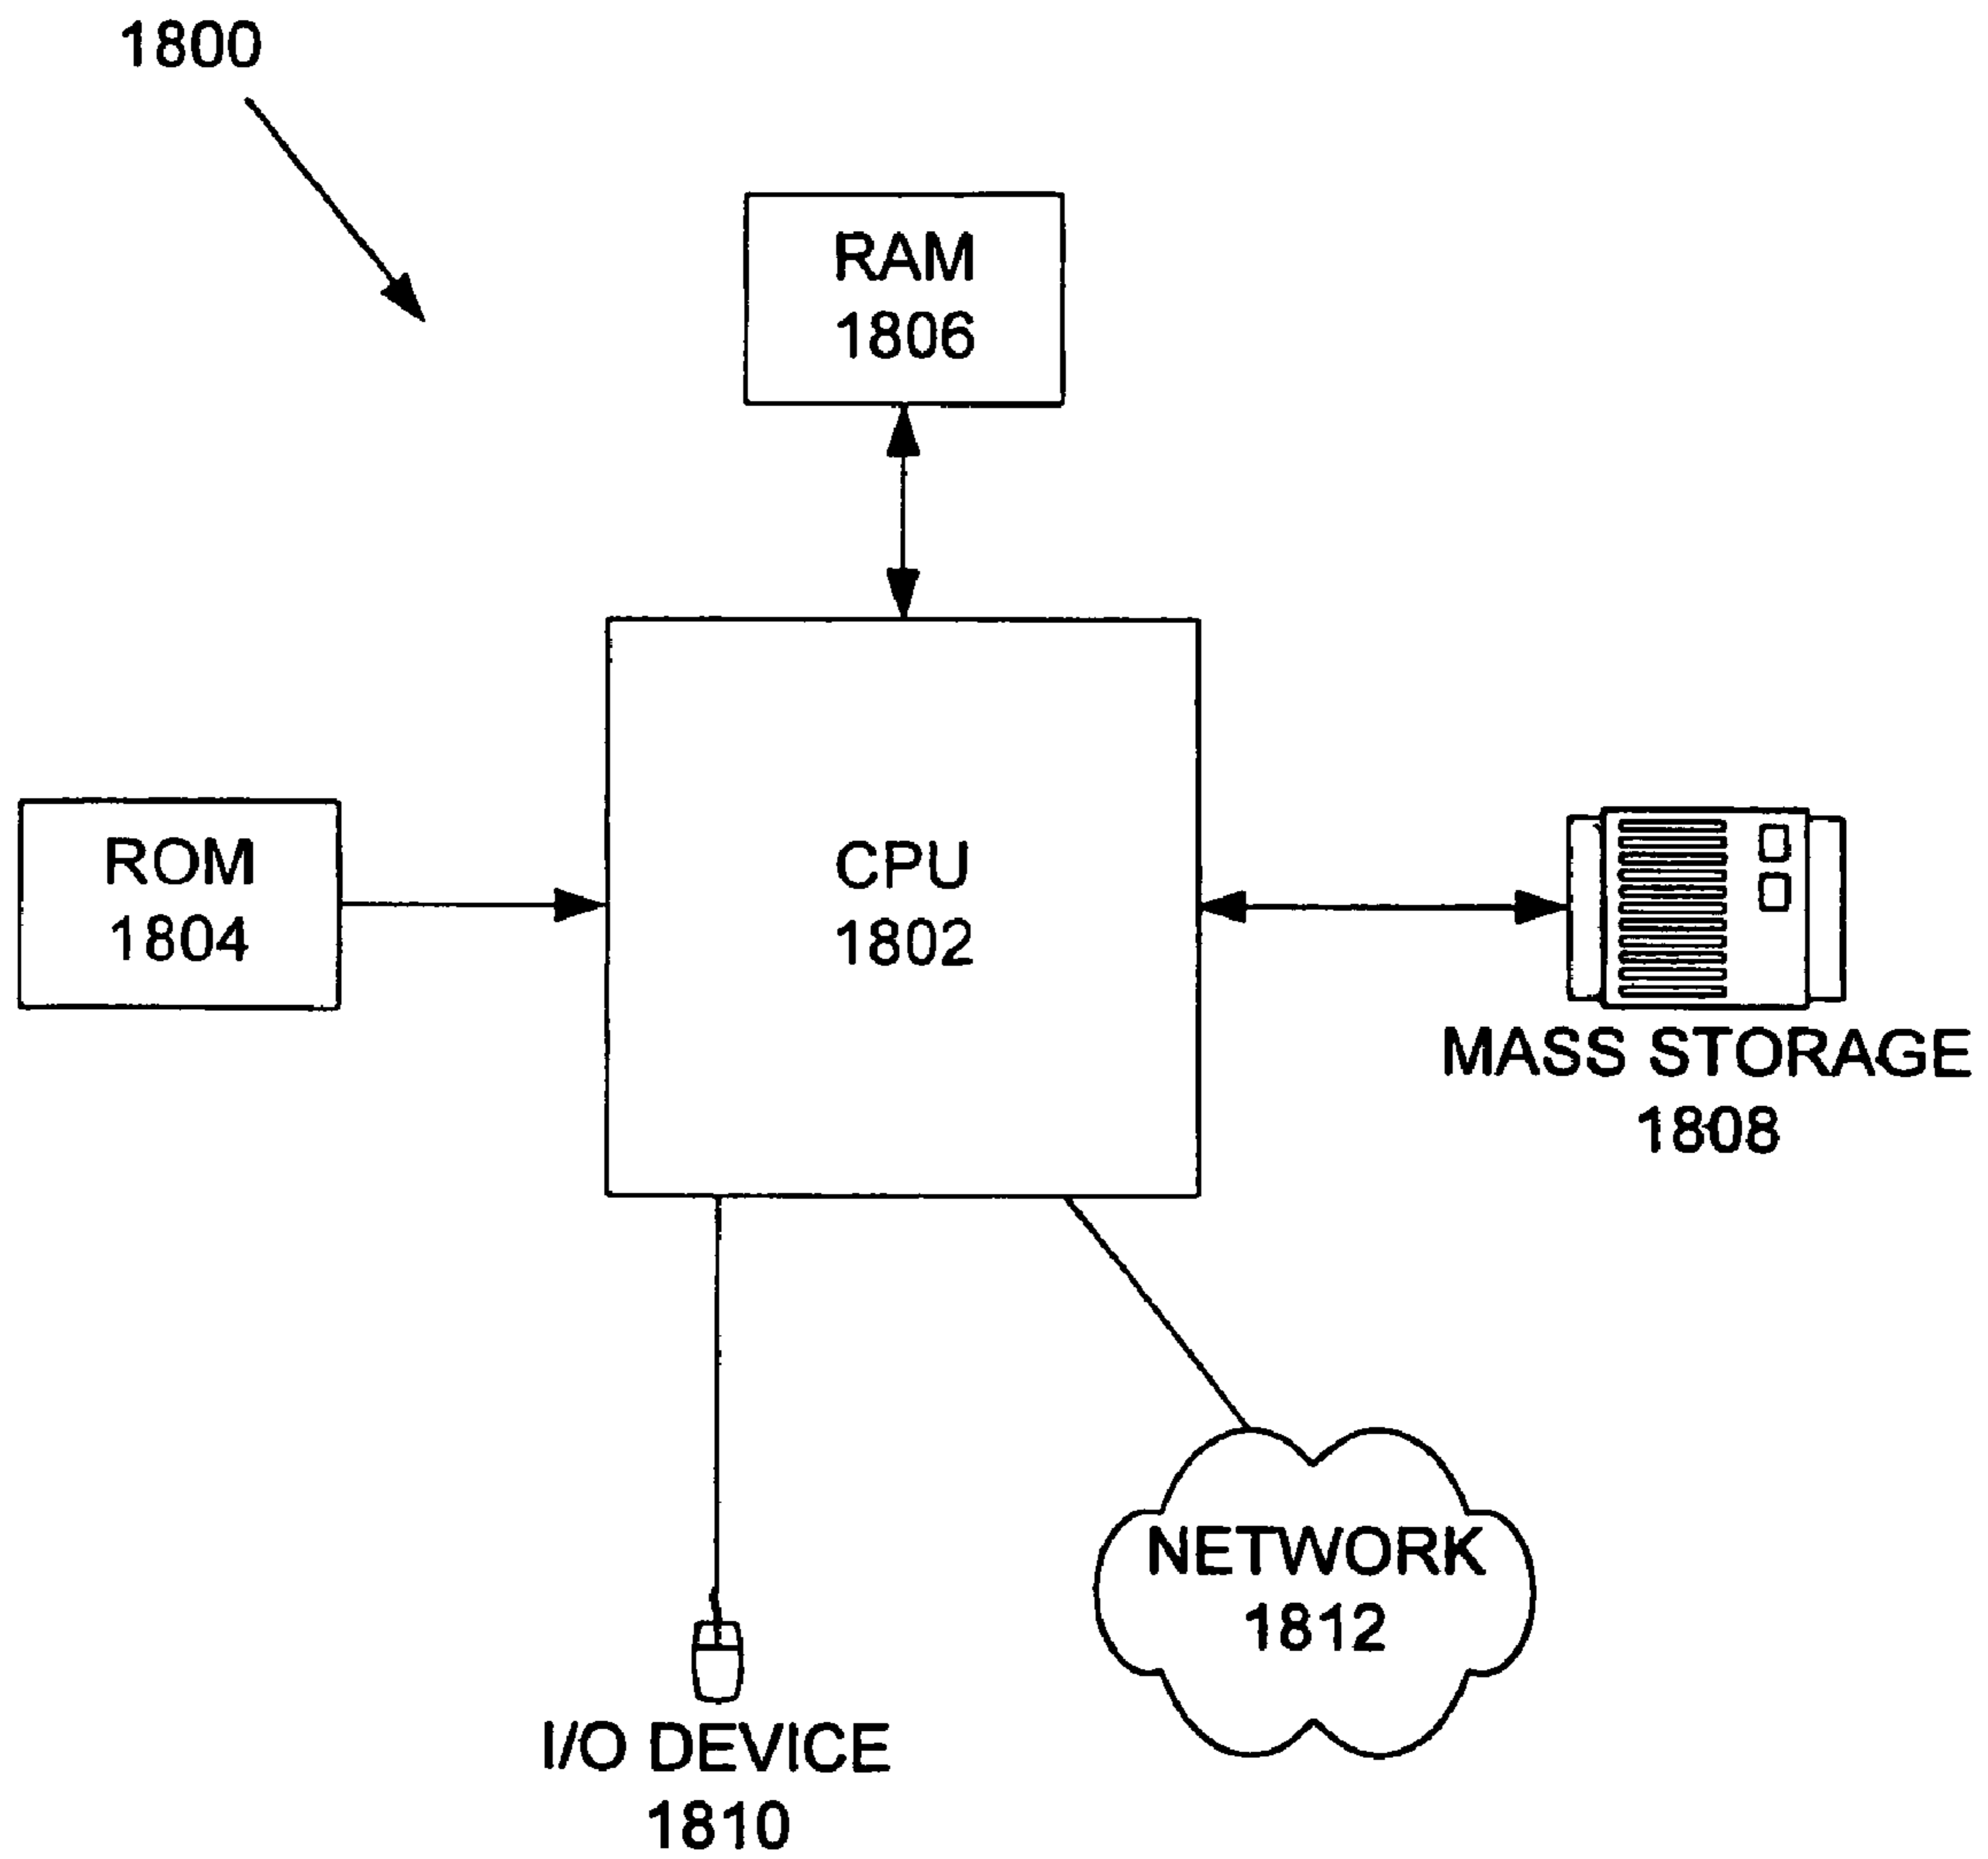 1800
RAM
1806
ROM
1804
CPU
1802
MASS STORAGE
1808
NETWORK
1812
I/O DEVICE
1810